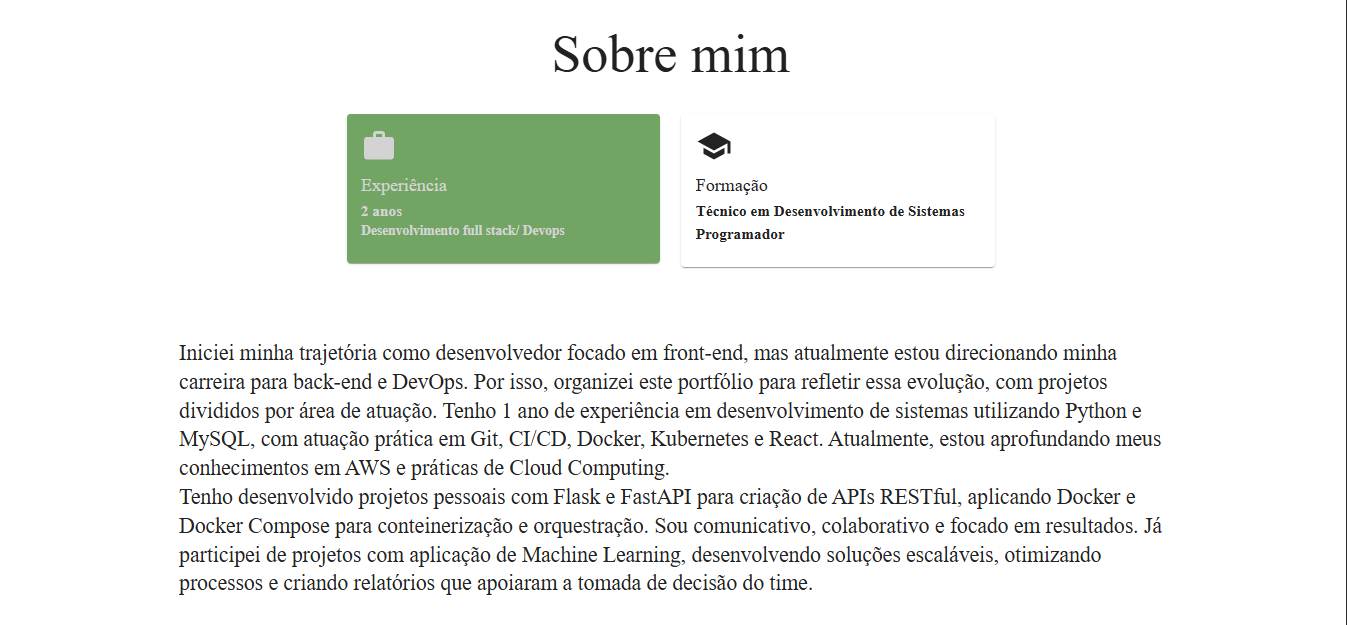 Sobre mim
Experiência
2 anos
Desenvolvimento full stack/ Devops
Formação
Técnico em Desenvolvimento de Sistemas
Programador
Iniciei minha trajetória como desenvolvedor focado em front-end, mas atualmente estou direcionando minha
carreira para back-end e DevOps. Por isso, organizei este portfólio para refletir essa evolução, com projetos
divididos por área de atuação. Tenho 1 ano de experiência em desenvolvimento de sistemas utilizando Python e
MySQL, com atuação prática em Git, CI/CD, Docker, Kubernetes e React. Atualmente, estou aprofundando meus
conhecimentos em AWS e práticas de Cloud Computing.
Tenho desenvolvido projetos pessoais com Flask e FastAPI para criação de APIs RESTful, aplicando Docker e
Docker Compose para conteinerização e orquestração. Sou comunicativo, colaborativo e focado em resultados. Já
participei de projetos com aplicação de Machine Learning, desenvolvendo soluções escaláveis, otimizando
processos e criando relatórios que apoiaram a tomada de decisão do time.